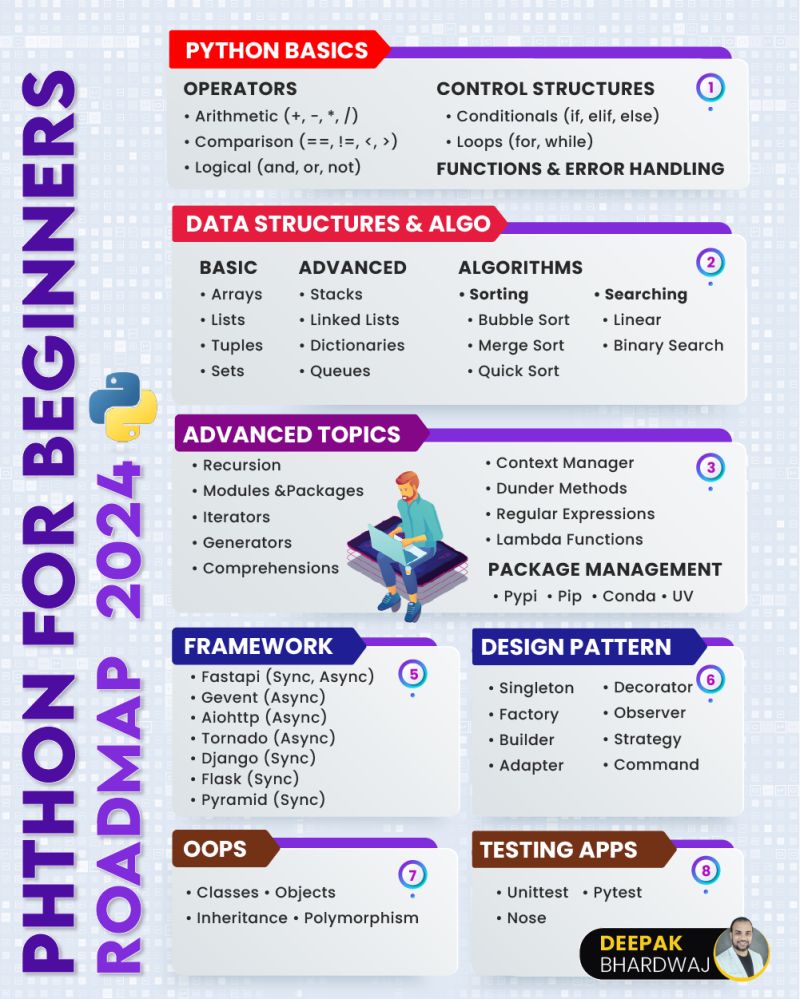 PHTHON FOR BEGINNERS
ROADMAP 2024
PYTHON BASICS
1
OPERATORS
• Arithmetic (+, -, *, /)
• Comparison (==, !=, <, >)
• Logical (and, or, not)
CONTROL STRUCTURES
• Conditionals (if, elif, else)
• Loops (for, while)
FUNCTIONS & ERROR HANDLING
DATA STRUCTURES & ALGO
2
BASIC
• Arrays
• Lists
• Tuples
• Sets
ADVANCED
• Stacks
• Linked Lists
• Dictionaries
• Queues
ALGORITHMS
• Sorting
• Bubble Sort
• Merge Sort
• Quick Sort
• Searching
• Linear
• Binary Search
ADVANCED TOPICS
3
• Recursion
• Modules &Packages
• Iterators
• Generators
• Comprehensions
• Context Manager
• Dunder Methods
• Regular Expressions
• Lambda Functions
PACKAGE MANAGEMENT
• Pypi • Pip • Conda • UV
FRAMEWORK
5
• Fastapi (Sync, Async)
• Gevent (Async)
• Aiohttp (Async)
• Tornado (Async)
• Django (Sync)
• Flask (Sync)
• Pyramid (Sync)
DESIGN PATTERN
6
• Singleton
• Factory
• Builder
• Adapter
• Decorator
• Observer
• Strategy
• Command
OOPS
7
• Classes • Objects
• Inheritance • Polymorphism
TESTING APPS
8
• Unittest • Pytest
• Nose
DEEPAK
BHARDWAJ